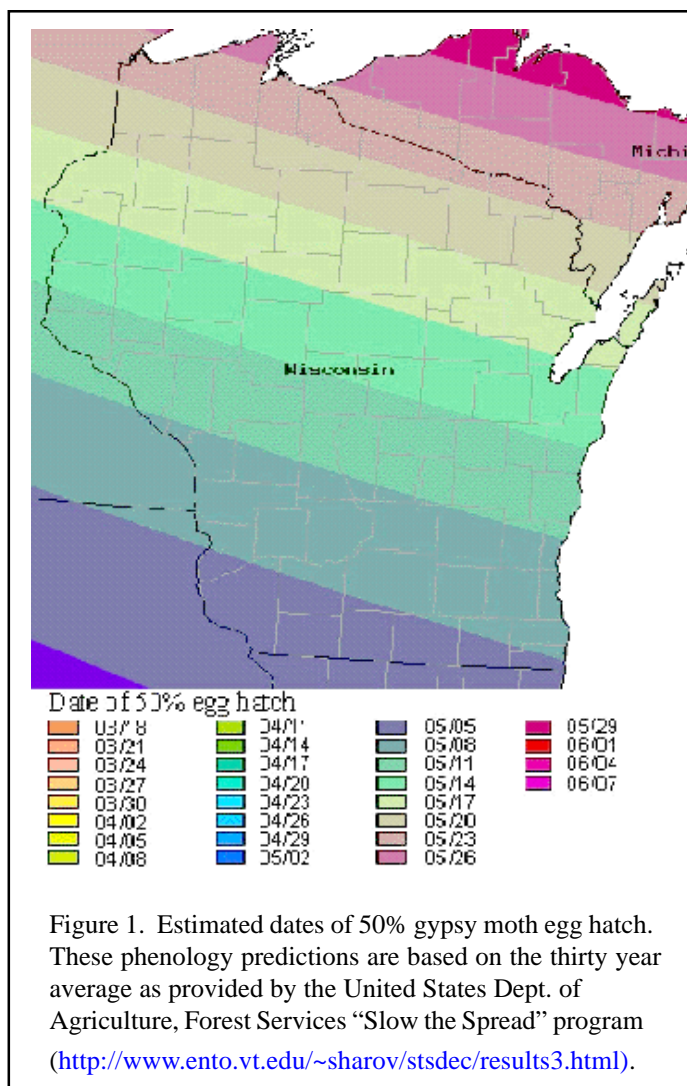 Michi
Wisconsin
Date of 50% egg hatch
03/18 04/11 05/05 05/29
03/21 04/14 05/08 06/01
03/24 04/17 05/11 06/04
03/27 04/20 05/14 06/07
03/30 04/23 05/17
04/02 04/26 05/20
04/05 04/29 05/23
04/08 05/02 05/26
Figure 1. Estimated dates of 50% gypsy moth egg hatch.
These phenology predictions are based on the thirty year
average as provided by the United States Dept. of
Agriculture, Forest Services “Slow the Spread” program
(http://www.ento.vt.edu/~sharov/stsdec/results3.html).